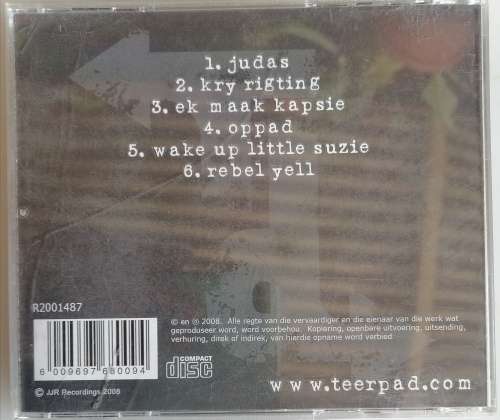 1. judas
2. kry rigting
3. ek maak kapsie
4. oppad
5. wake up little suzie
6. rebel yell
R2001487
© en ℗ 2008. Alle regte van die vervaardiger en die eienaar van die werk wat
geproduseer word, word voorbehou. Kopiering, openbare uitvoering, uitsending,
verhuring, direk of indirek, van hierdie opname word verbied
6 009697 680094
COMPACT
disc
www.teerpad.com
© JJR Recordings 2008